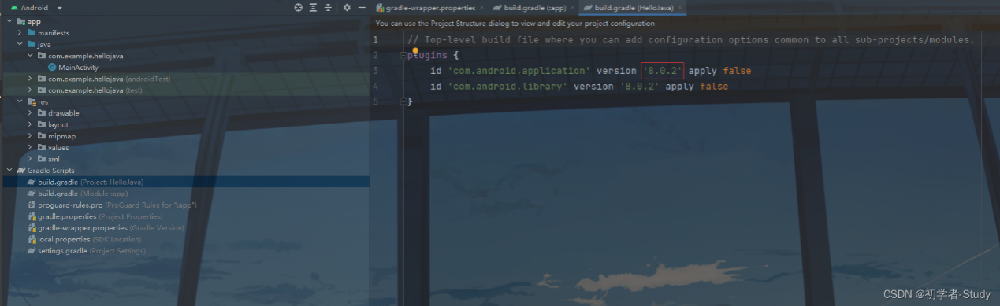 Android
app
manifests
java
com.example.hellojava
MainActivity
com.example.hellojava (androidTest)
com.example.hellojava (test)
res
drawable
layout
mipmap
values
xml
Gradle Scripts
build.gradle (Project: HelloJava)
build.gradle (Module :app)
proguard-rules.pro (ProGuard Rules for ":app")
gradle.properties (Project Properties)
gradle-wrapper.properties (Gradle Version)
local.properties (SDK Location)
settings.gradle (Project Settings)
gradle-wrapper.properties × build.gradle (:app) × build.gradle (HelloJava) ×
You can use the Project Structure dialog to view and edit your project configuration
1 // Top-level build file where you can add configuration options common to all sub-projects/modules.
2 plugins {
3 id 'com.android.application' version '8.0.2' apply false
4 id 'com.android.library' version '8.0.2' apply false
5 }
CSDN @初学者-Study